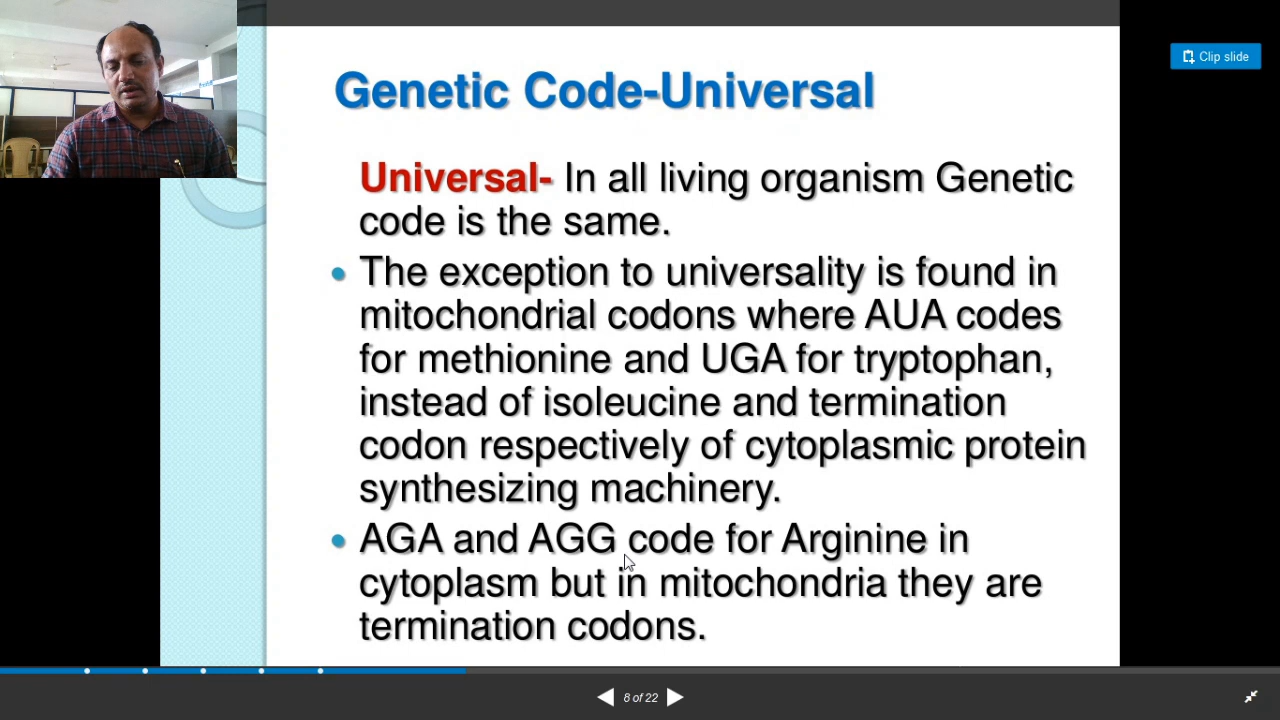 Clip slide
Genetic Code-Universal
Universal- In all living organism Genetic
code is the same.
The exception to universality is found in
mitochondrial codons where AUA codes
for methionine and UGA for tryptophan,
instead of isoleucine and termination
codon respectively of cytoplasmic protein
synthesizing machinery.
AGA and AGG code for Arginine in
cytoplasm but in mitochondria they are
termination codons.
8 of 22